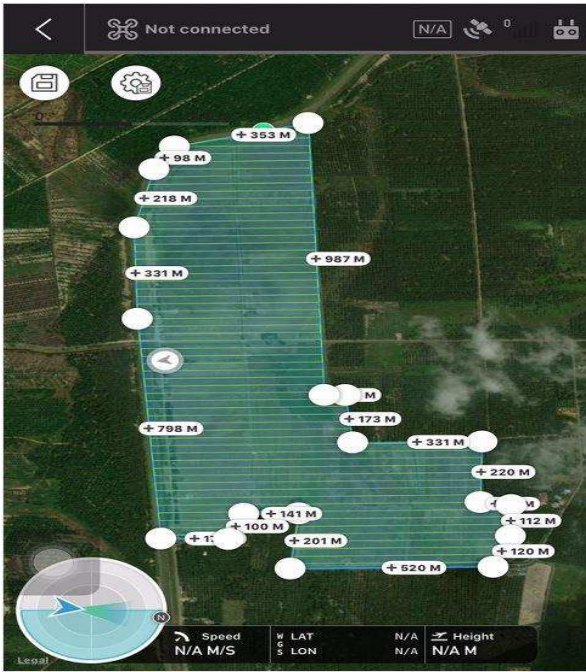 Not connected
N/A
0
0
+ 353 M
+ 98 M
+ 218 M
+ 987 M
+ 331 M
M
+ 173 M
+ 798 M
+ 331 M
+ 220 M
M
+ 141 M
+ 112 M
+ 100 M
+ 201 M
+ 120 M
+ 520 M
N
Speed
N/A M/S
WGS
LAT N/A
LON N/A
Height
N/A M
Legal